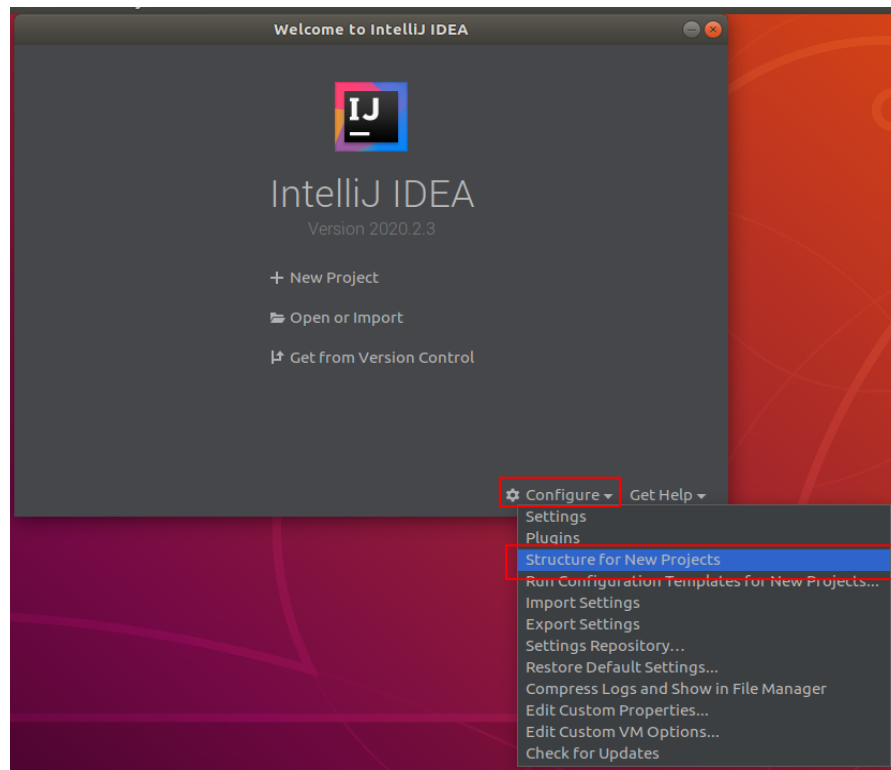 Welcome to IntelliJ IDEA
IJ
IntelliJ IDEA
Version 2020.2.3
New Project
Open or Import
Get from Version Control
Configure
Get Help
Settings
Plugins
Structure for New Projects
Run Configuration Templates for New Projects...
Import Settings
Export Settings
Settings Repository...
Restore Default Settings...
Compress Logs and Show in File Manager
Edit Custom Properties...
Edit Custom VM Options...
Check for Updates